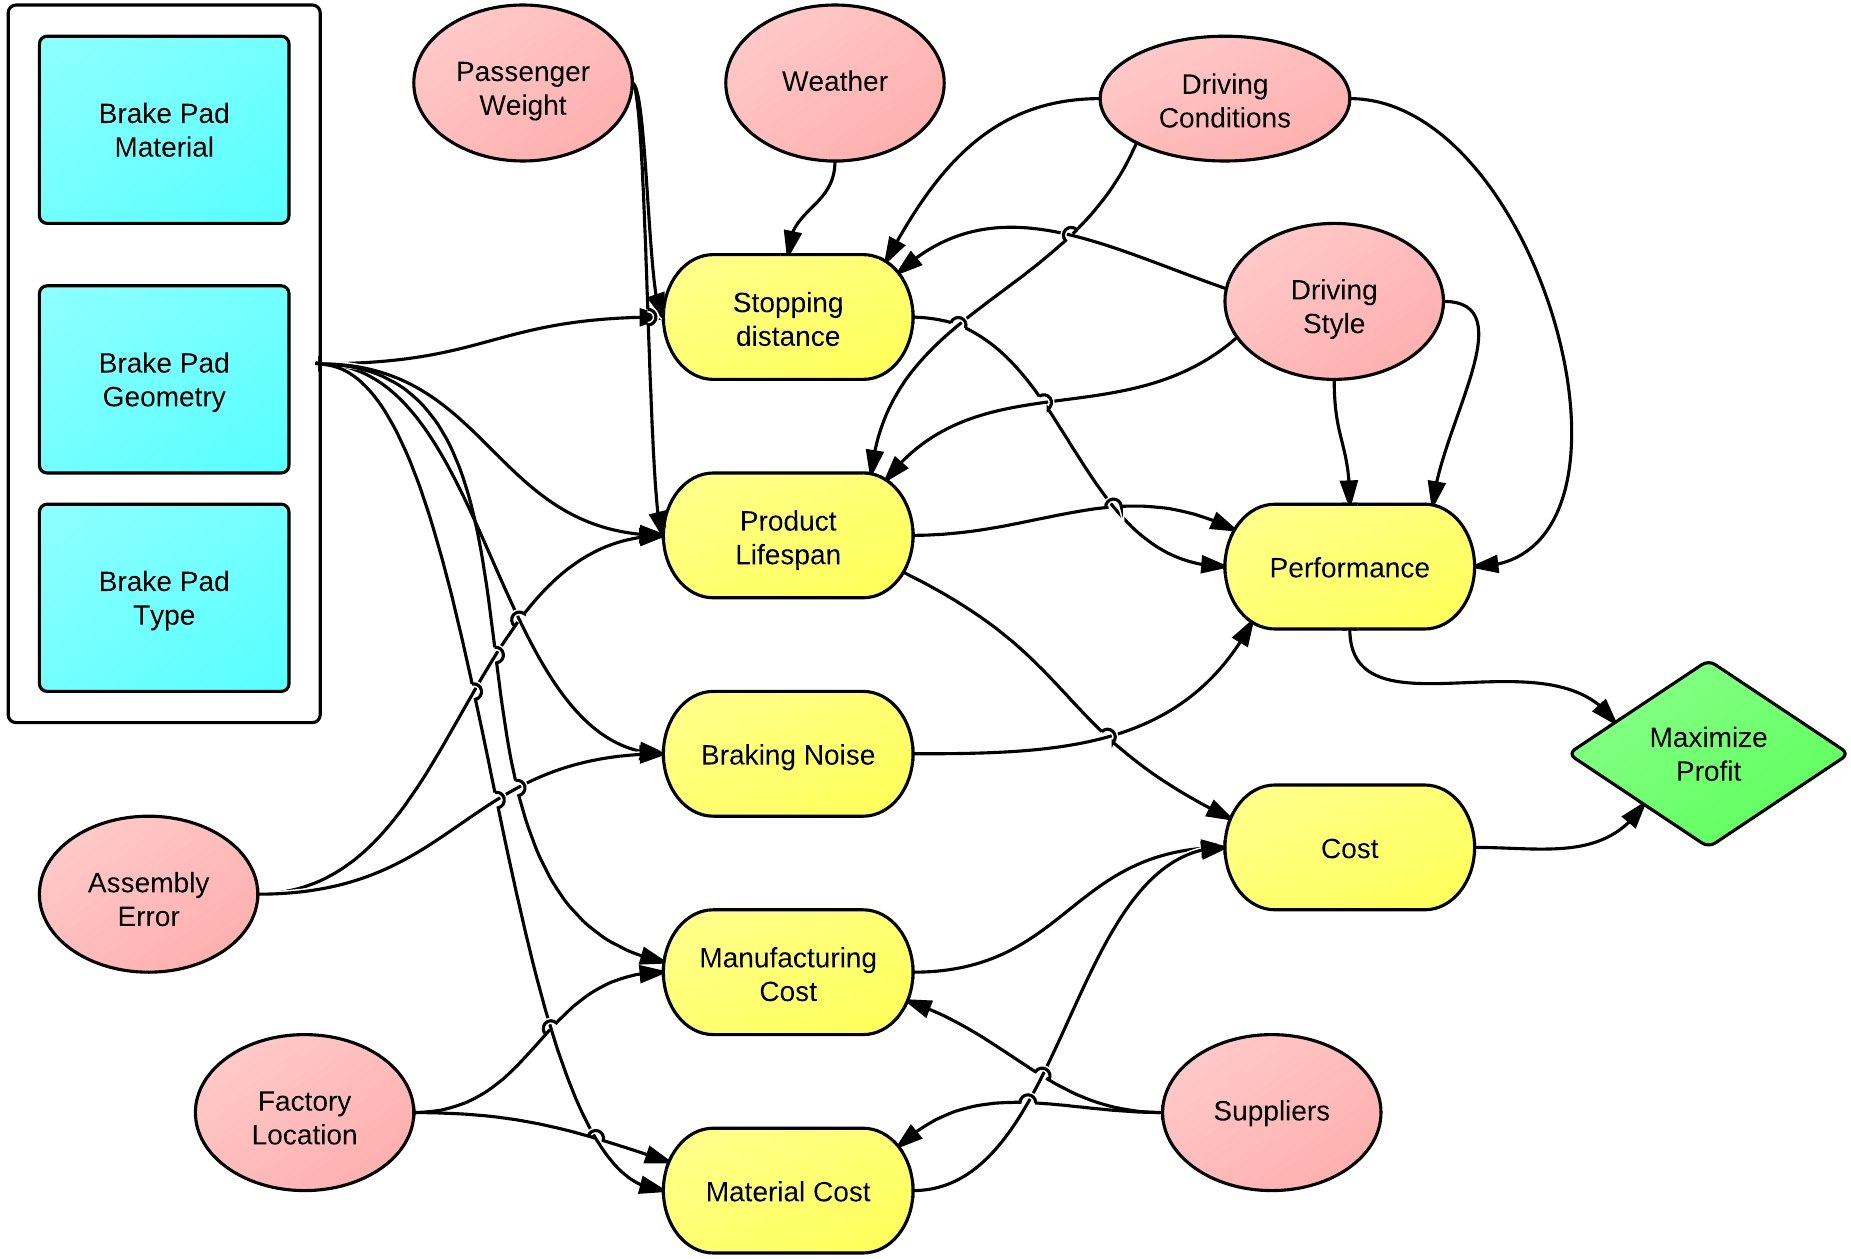 Brake Pad
Material
Brake Pad
Geometry
Brake Pad
Type
Passenger
Weight
Weather
Driving
Conditions
Driving
Style
Stopping
distance
Product
Lifespan
Performance
Braking Noise
Maximize
Profit
Cost
Assembly
Error
Manufacturing
Cost
Factory
Location
Suppliers
Material Cost